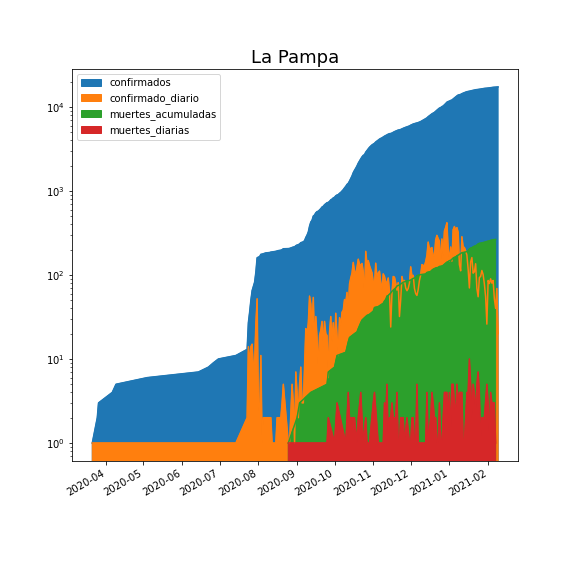 La Pampa
confirmados
confirmado_diario
muertes_acumuladas
muertes_diarias
10⁴
10³
10²
10¹
10⁰
2020-04 2020-05 2020-06 2020-07 2020-08 2020-09 2020-10 2020-11 2020-12 2021-01 2021-02